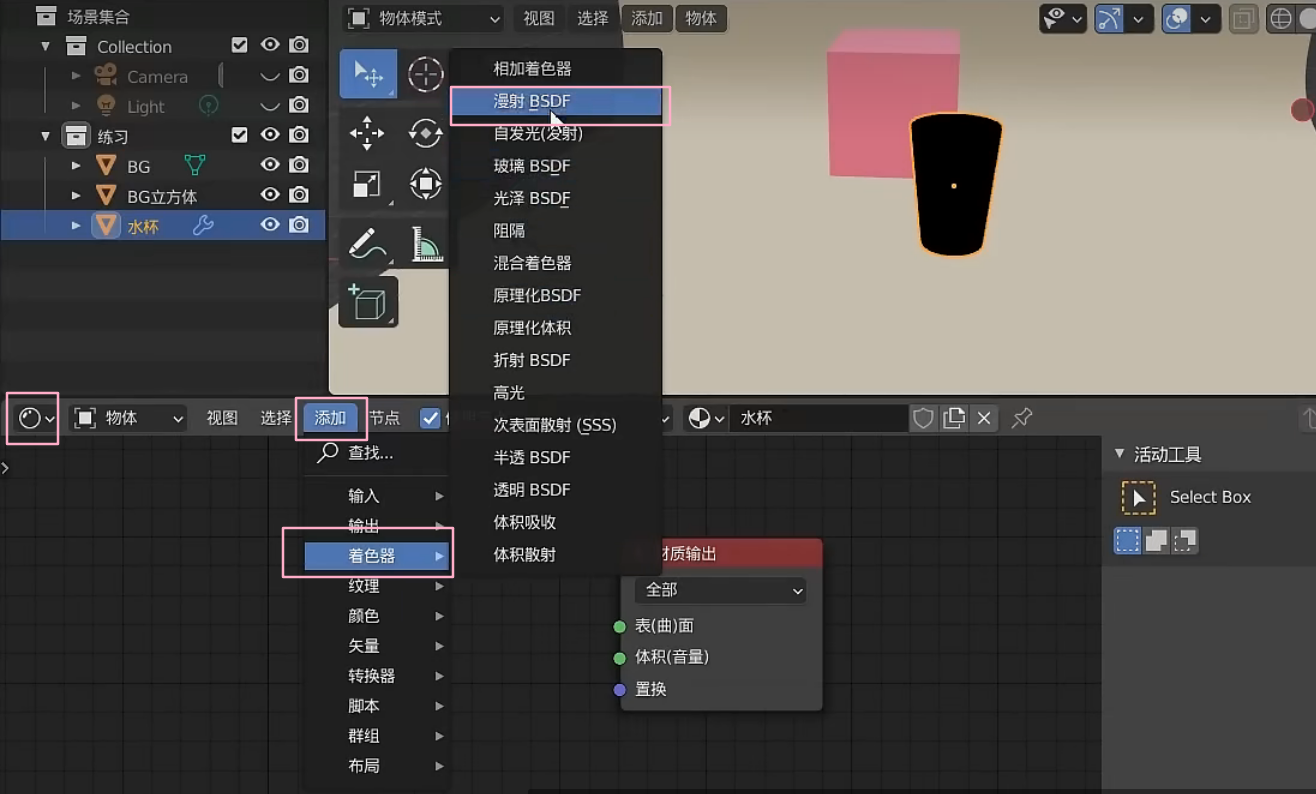 场景集合
Collection
Camera
Light
练习
BG
BG立方体
水杯
物体模式
视图
选择
添加
物体
相加着色器
漫射 BSDF
自发光(发射)
玻璃 BSDF
光泽 BSDF
阻隔
混合着色器
原理化BSDF
原理化体积
折射 BSDF
高光
次表面散射 (SSS)
半透 BSDF
透明 BSDF
体积吸收
体积散射
物体
视图
选择
添加
节点
水杯
查找...
输入
输出
着色器
纹理
颜色
矢量
转换器
脚本
群组
布局
材质输出
全部
表(曲)面
体积(音量)
置换
活动工具
Select Box